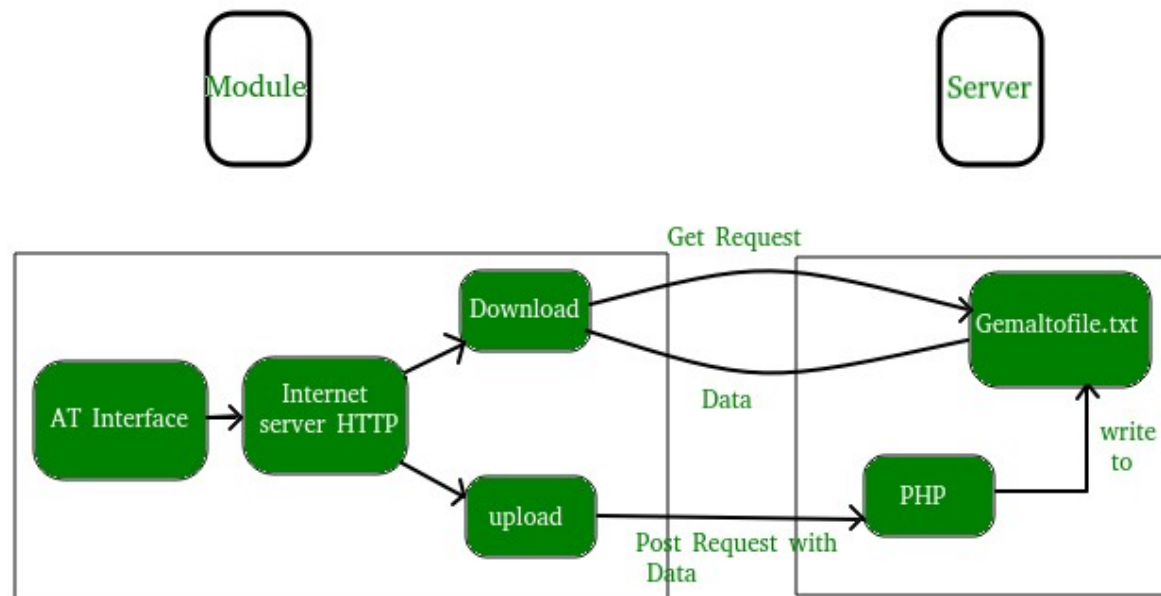 Module
Server
Get Request
Download
Gemaltofile.txt
Internet
server HTTP
AT Interface
Data
write
to
PHP
upload
Post Request with
Data